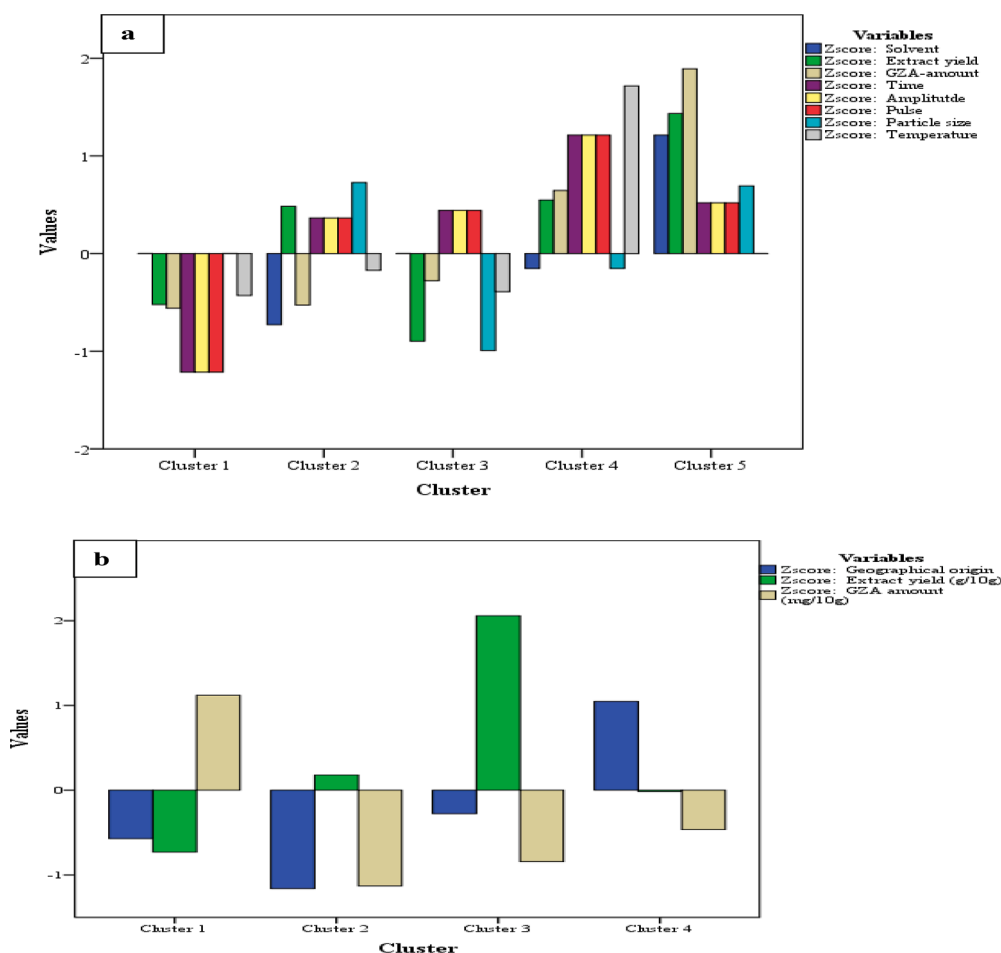 a
Variables
Zscore: Solvent
Zscore: Extract yield
Zscore: GZA-amount
Zscore: Time
Zscore: Amplitutde
Zscore: Pulse
Zscore: Particle size
Zscore: Temperature
2
1
0
-1
-2
Values
Cluster 1 Cluster 2 Cluster 3 Cluster 4 Cluster 5
Cluster
b
Variables
Zscore: Geographical origin
Zscore: Extract yield (g/10g)
Zscore: GZA amount
(mg/10g)
2
1
0
-1
Values
Cluster 1 Cluster 2 Cluster 3 Cluster 4
Cluster